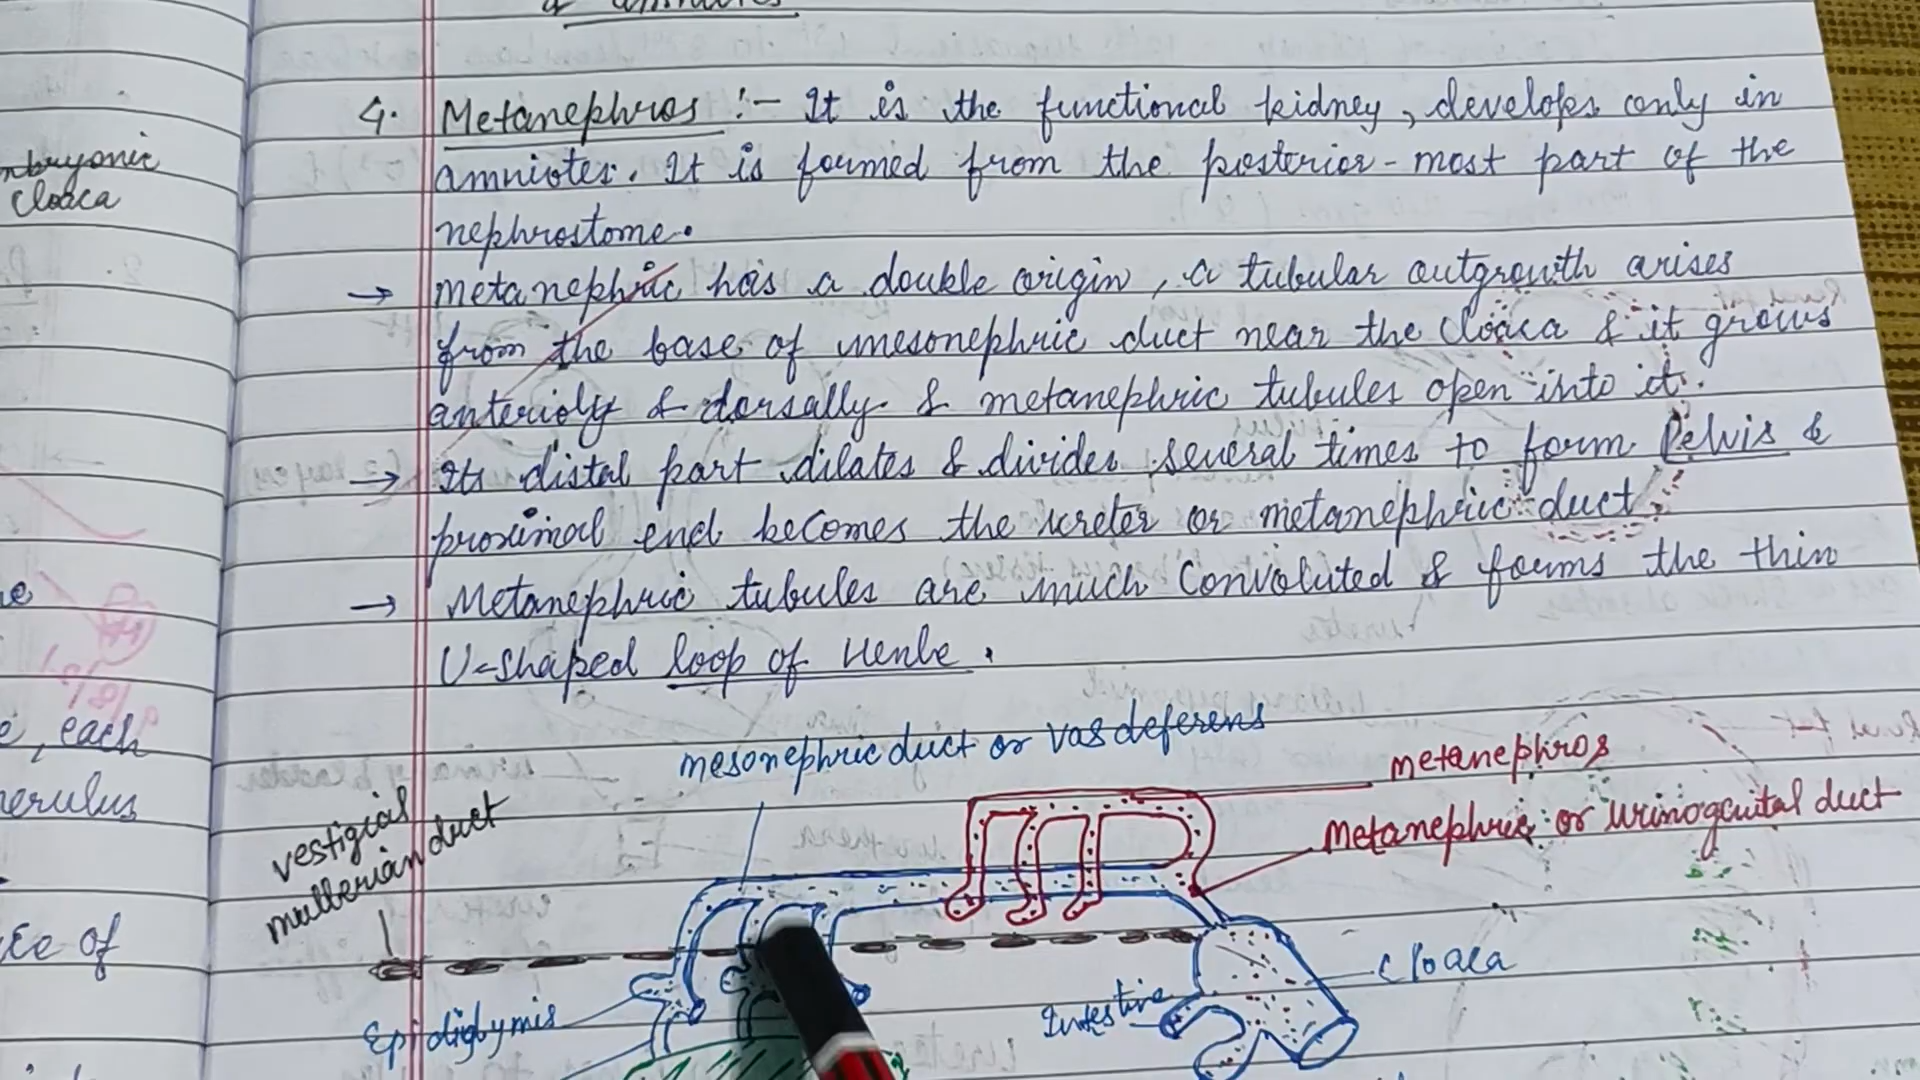 4. Metanephros :- It is the functional kidney, develops only in
amniotes. It is formed from the posterior-most part of the
nephrostome.
→ metanephric has a double origin, a tubular outgrowth arises
from the base of mesonephric duct near the cloaca & it grows
anteriorly & dorsally & metanephric tubules open into it.
→ Its distal part dilates & divides several times to form Pelvis &
proximal end becomes the ureter or metanephric duct.
→ Metanephric tubules are much convoluted & forms the thin
U-shaped loop of Henle.
mesonephric duct or vas deferens
metanephros
metanephric or urinogenital duct
vestigial
mullerian duct
cloaca
Intestine
Epididymis
embryonic
cloaca
e, each